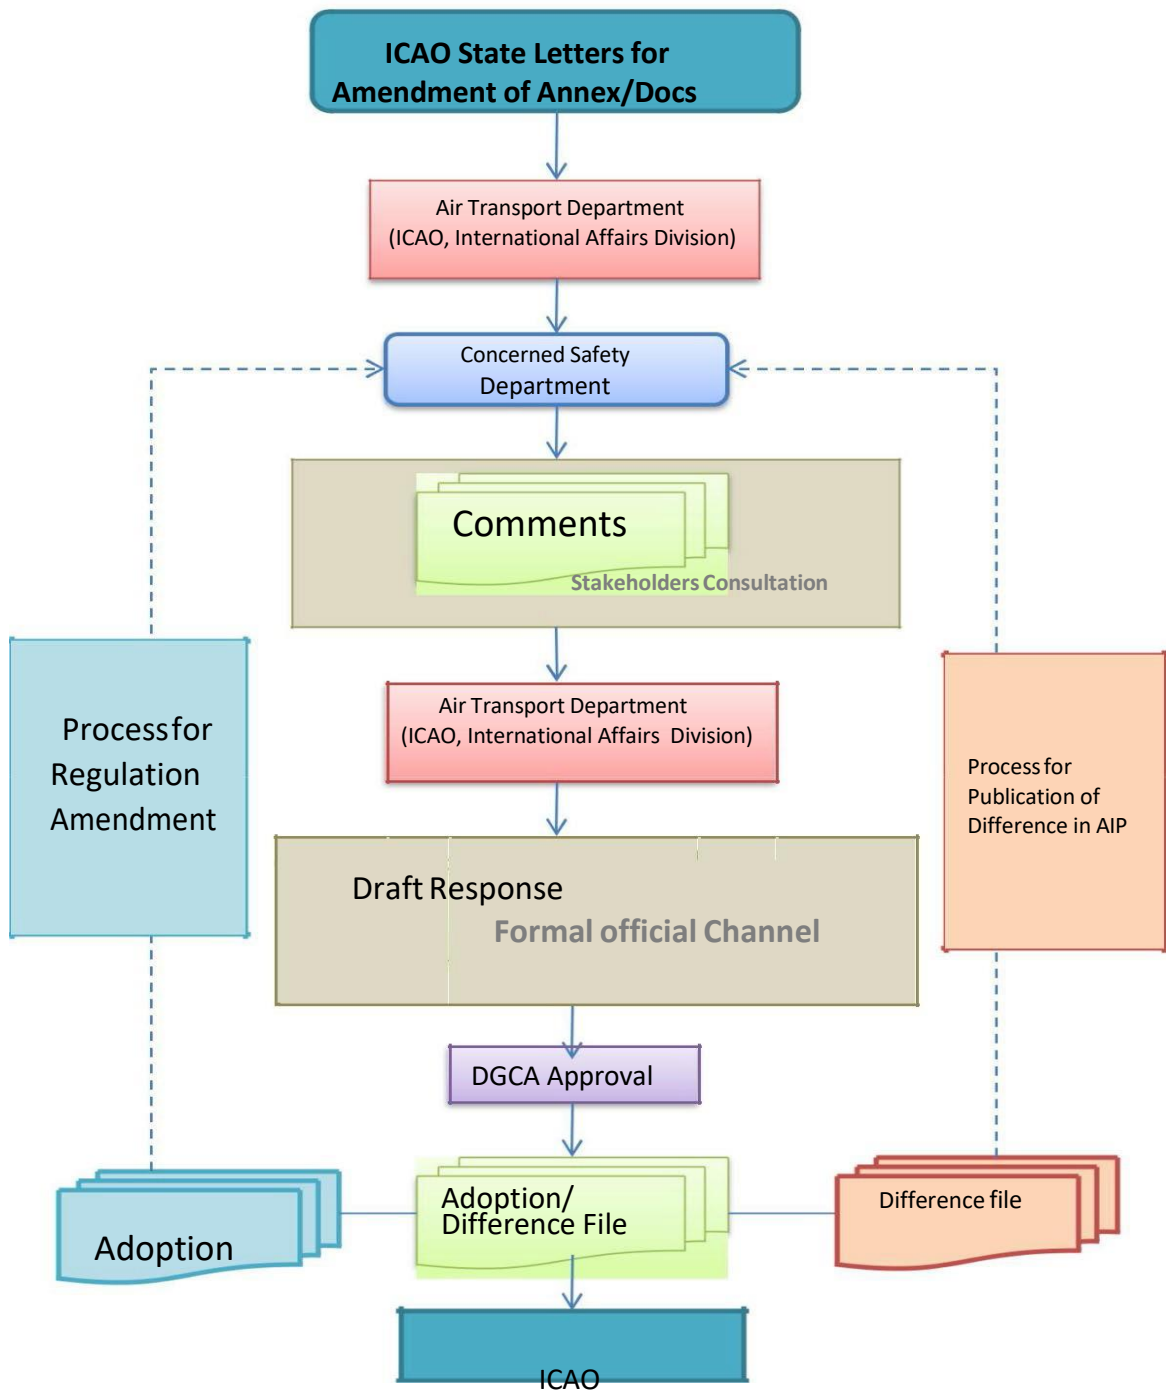 ICAO State Letters for
Amendment of Annex/Docs
Air Transport Department
(ICAO, International Affairs Division)
Concerned Safety
Department
Comments
Stakeholders Consultation
Air Transport Department
(ICAO, International Affairs Division)
Process for
Regulation
Amendment
Process for
Publication of
Difference in AIP
Draft Response
Formal official Channel
DGCA Approval
Adoption
Adoption/
Difference File
Difference file
ICAO